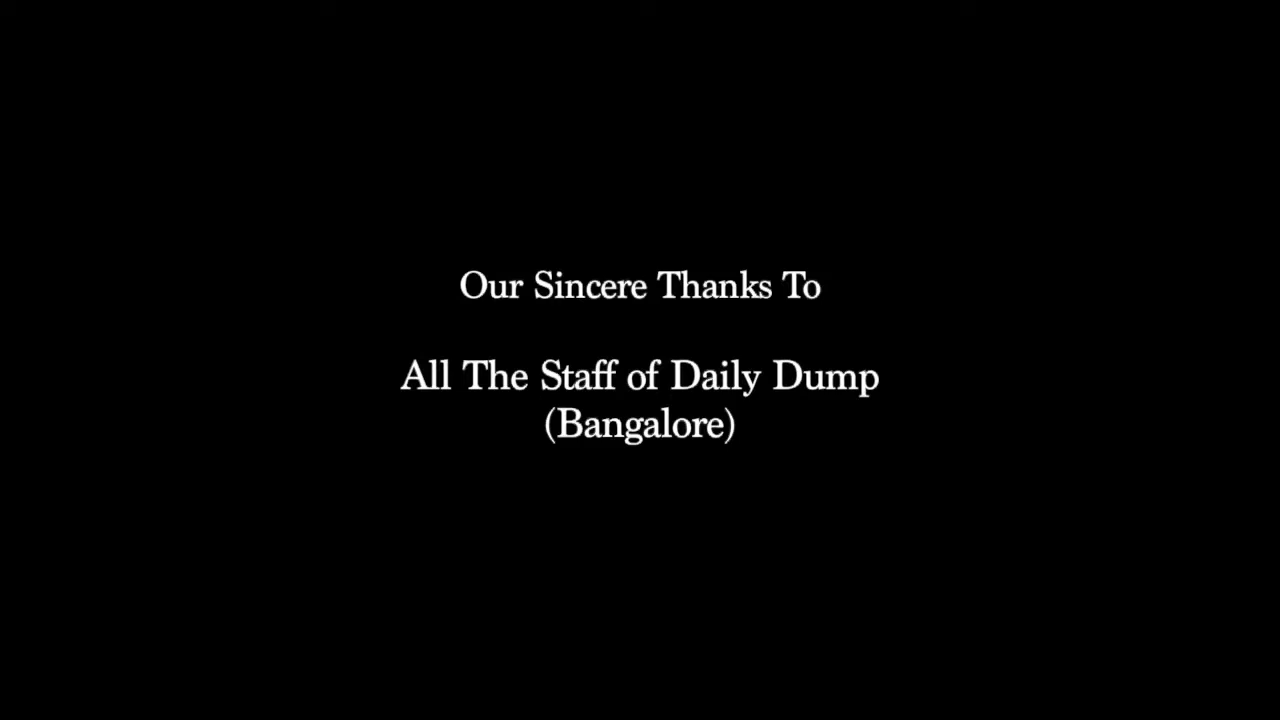 Our Sincere Thanks To
All The Staff of Daily Dump
(Bangalore)